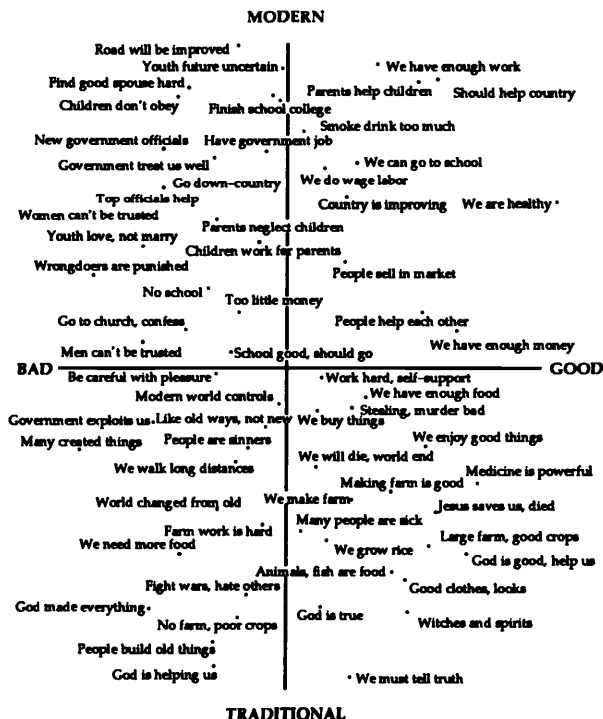 MODERN
Road will be improved
Youth future uncertain
We have enough work
Find good spouse hard
Parents help children
Should help country
Children don't obey
Finish school college
Smoke drink too much
New government officials
Have government job
Government treat us well
We can go to school
Go down-country
We do wage labor
Top officials help
Country is improving
We are healthy
Women can't be trusted
Parents neglect children
Youth love, not marry
Children work for parents
Wrongdoers are punished
People sell in market
No school
Too little money
Go to church, confess
People help each other
We have enough money
Men can't be trusted
School good, should go
BAD
GOOD
Be careful with pleasure
Work hard, self-support
Modern world controls
We have enough food
Stealing, murder bad
Government exploits us
Like old ways, not new
We buy things
Many created things
People are sinners
We enjoy good things
We will die, world end
We walk long distances
Medicine is powerful
Making farm is good
World changed from old
We make farm
Jesus saves us, died
Many people are sick
Farm work is hard
Large farm, good crops
We need more food
We grow rice
God is good, help us
Animals, fish are food
Fight wars, hate others
Good clothes, looks
God made everything
God is true
No farm, poor crops
Witches and spirits
People build old things
God is helping us
We must tell truth
TRADITIONAL